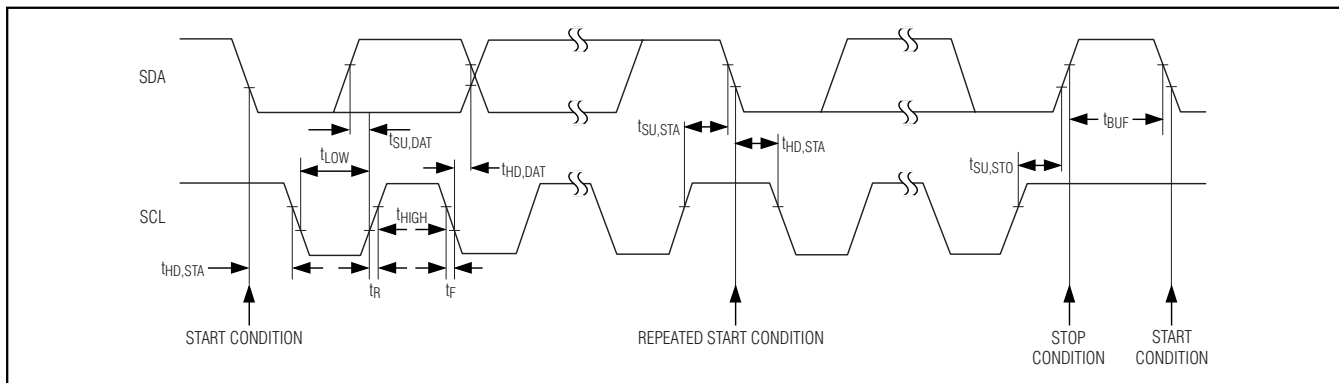 SDA
tSU,STA
tBUF
tSU,DAT
tHD,STA
tLOW
tHD,DAT
tSU,STO
SCL
tHIGH
tHD,STA
tR
tF
START CONDITION
REPEATED START CONDITION
STOP
CONDITION
START
CONDITION